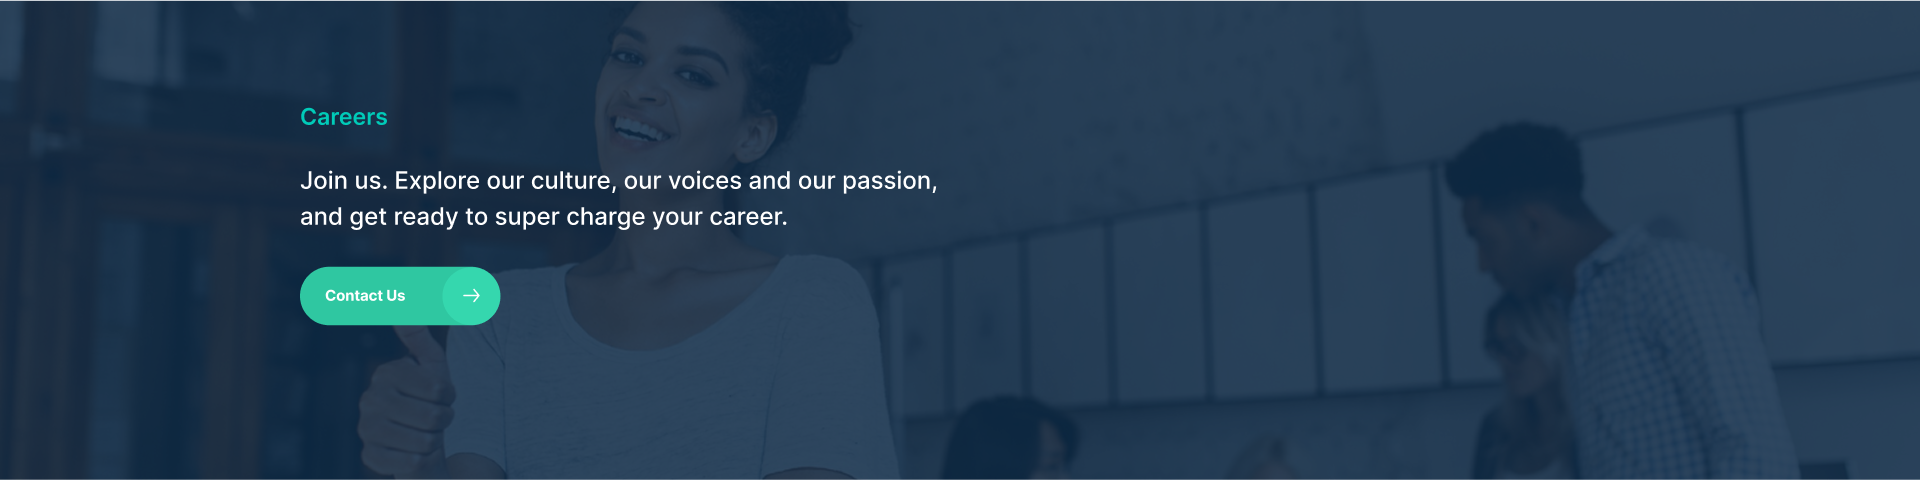 Careers
Join us. Explore our culture, our voices and our passion,
and get ready to super charge your career.
Contact Us